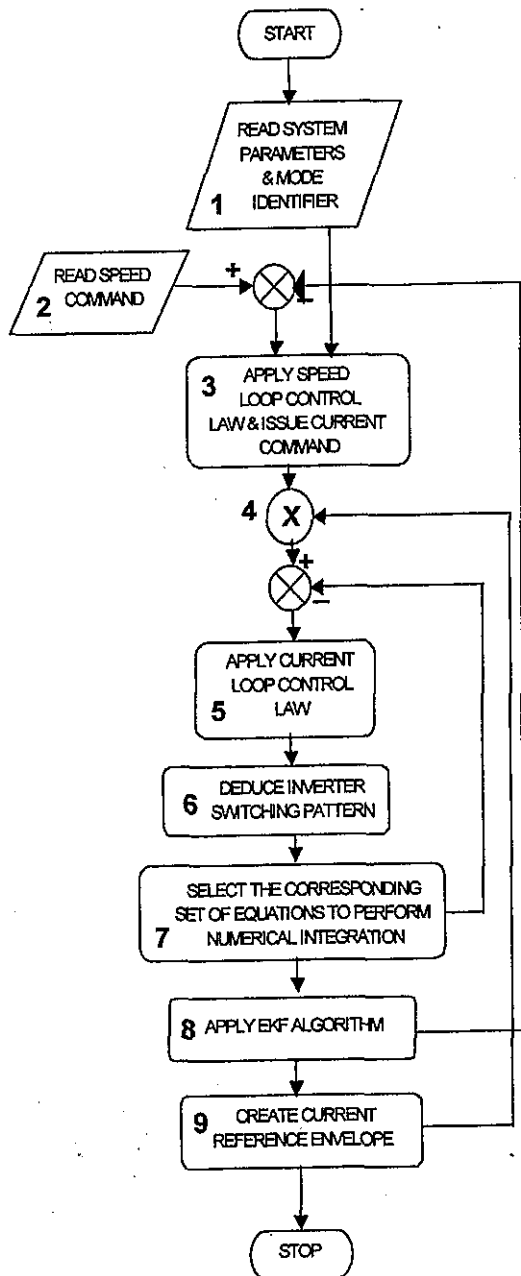 START
READ SYSTEM
PARAMETERS
& MODE
1 IDENTIFIER
READ SPEED
2 COMMAND
+
-
3 APPLY SPEED
LOOP CONTROL
LAW & ISSUE CURRENT
COMMAND
4 X
+
-
APPLY CURRENT
LOOP CONTROL
5 LAW
6 DEDUCE INVERTER
SWITCHING PATTERN
SELECT THE CORRESPONDING
SET OF EQUATIONS TO PERFORM
7 NUMERICAL INTEGRATION
8 APPLY EKF ALGORITHM
9 CREATE CURRENT
REFERENCE ENVELOPE
STOP